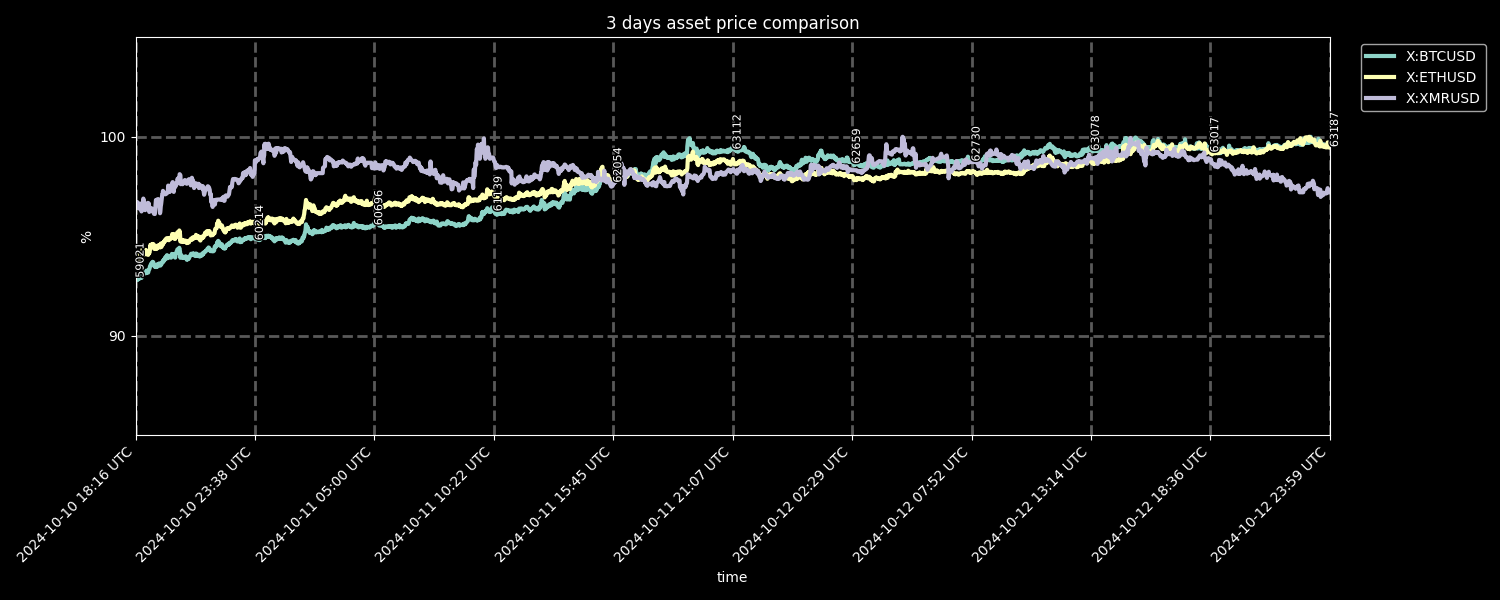 3 days asset price comparison
X:BTCUSD
X:ETHUSD
X:XMRUSD
100
90
%
59021
60214
60696
61139
62054
63112
62659
62730
63078
63017
63187
2024-10-10 18:16 UTC
2024-10-10 23:38 UTC
2024-10-11 05:00 UTC
2024-10-11 10:22 UTC
2024-10-11 15:45 UTC
2024-10-11 21:07 UTC
2024-10-12 02:29 UTC
2024-10-12 07:52 UTC
2024-10-12 13:14 UTC
2024-10-12 18:36 UTC
2024-10-12 23:59 UTC
time